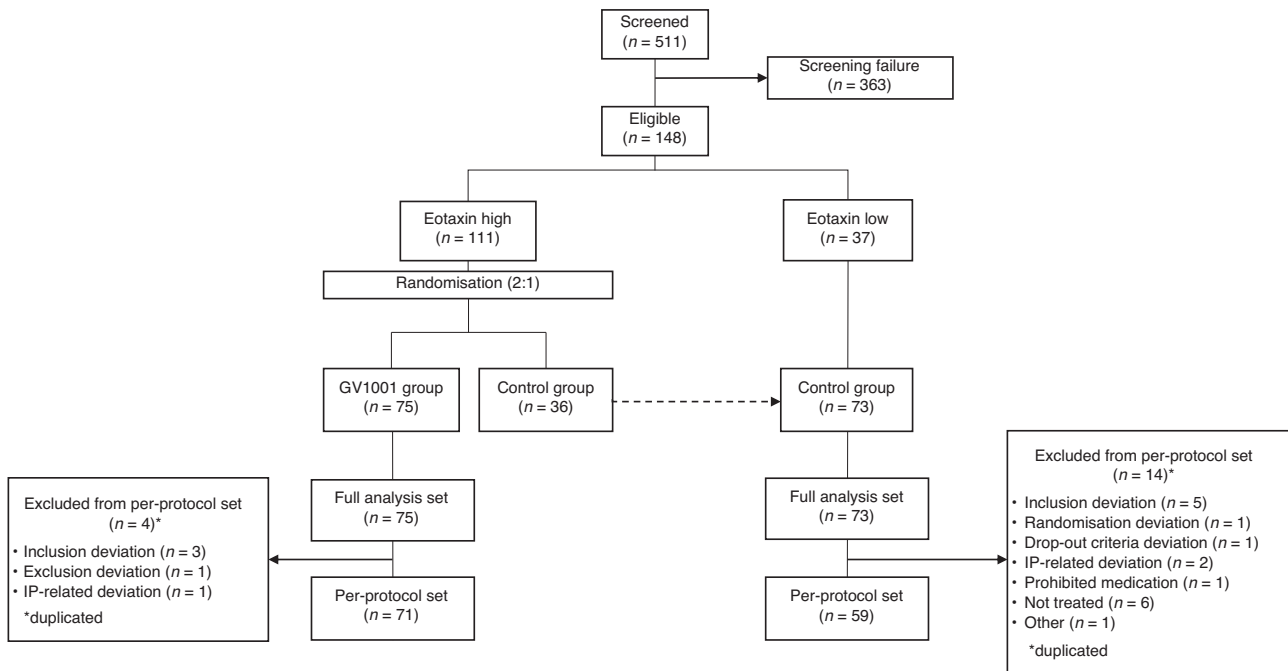 Screened
(n = 511)
Screening failure
(n = 363)
Eligible
(n = 148)
Eotaxin high
(n = 111)
Eotaxin low
(n = 37)
Randomisation (2:1)
GV1001 group
(n = 75)
Control group
(n = 36)
Control group
(n = 73)
Full analysis set
(n = 75)
Full analysis set
(n = 73)
Excluded from per-protocol set
(n = 4)*
• Inclusion deviation (n = 3)
• Exclusion deviation (n = 1)
• IP-related deviation (n = 1)
*duplicated
Excluded from per-protocol set
(n = 14)*
• Inclusion deviation (n = 5)
• Randomisation deviation (n = 1)
• Drop-out criteria deviation (n = 1)
• IP-related deviation (n = 2)
• Prohibited medication (n = 1)
• Not treated (n = 6)
• Other (n = 1)
*duplicated
Per-protocol set
(n = 71)
Per-protocol set
(n = 59)